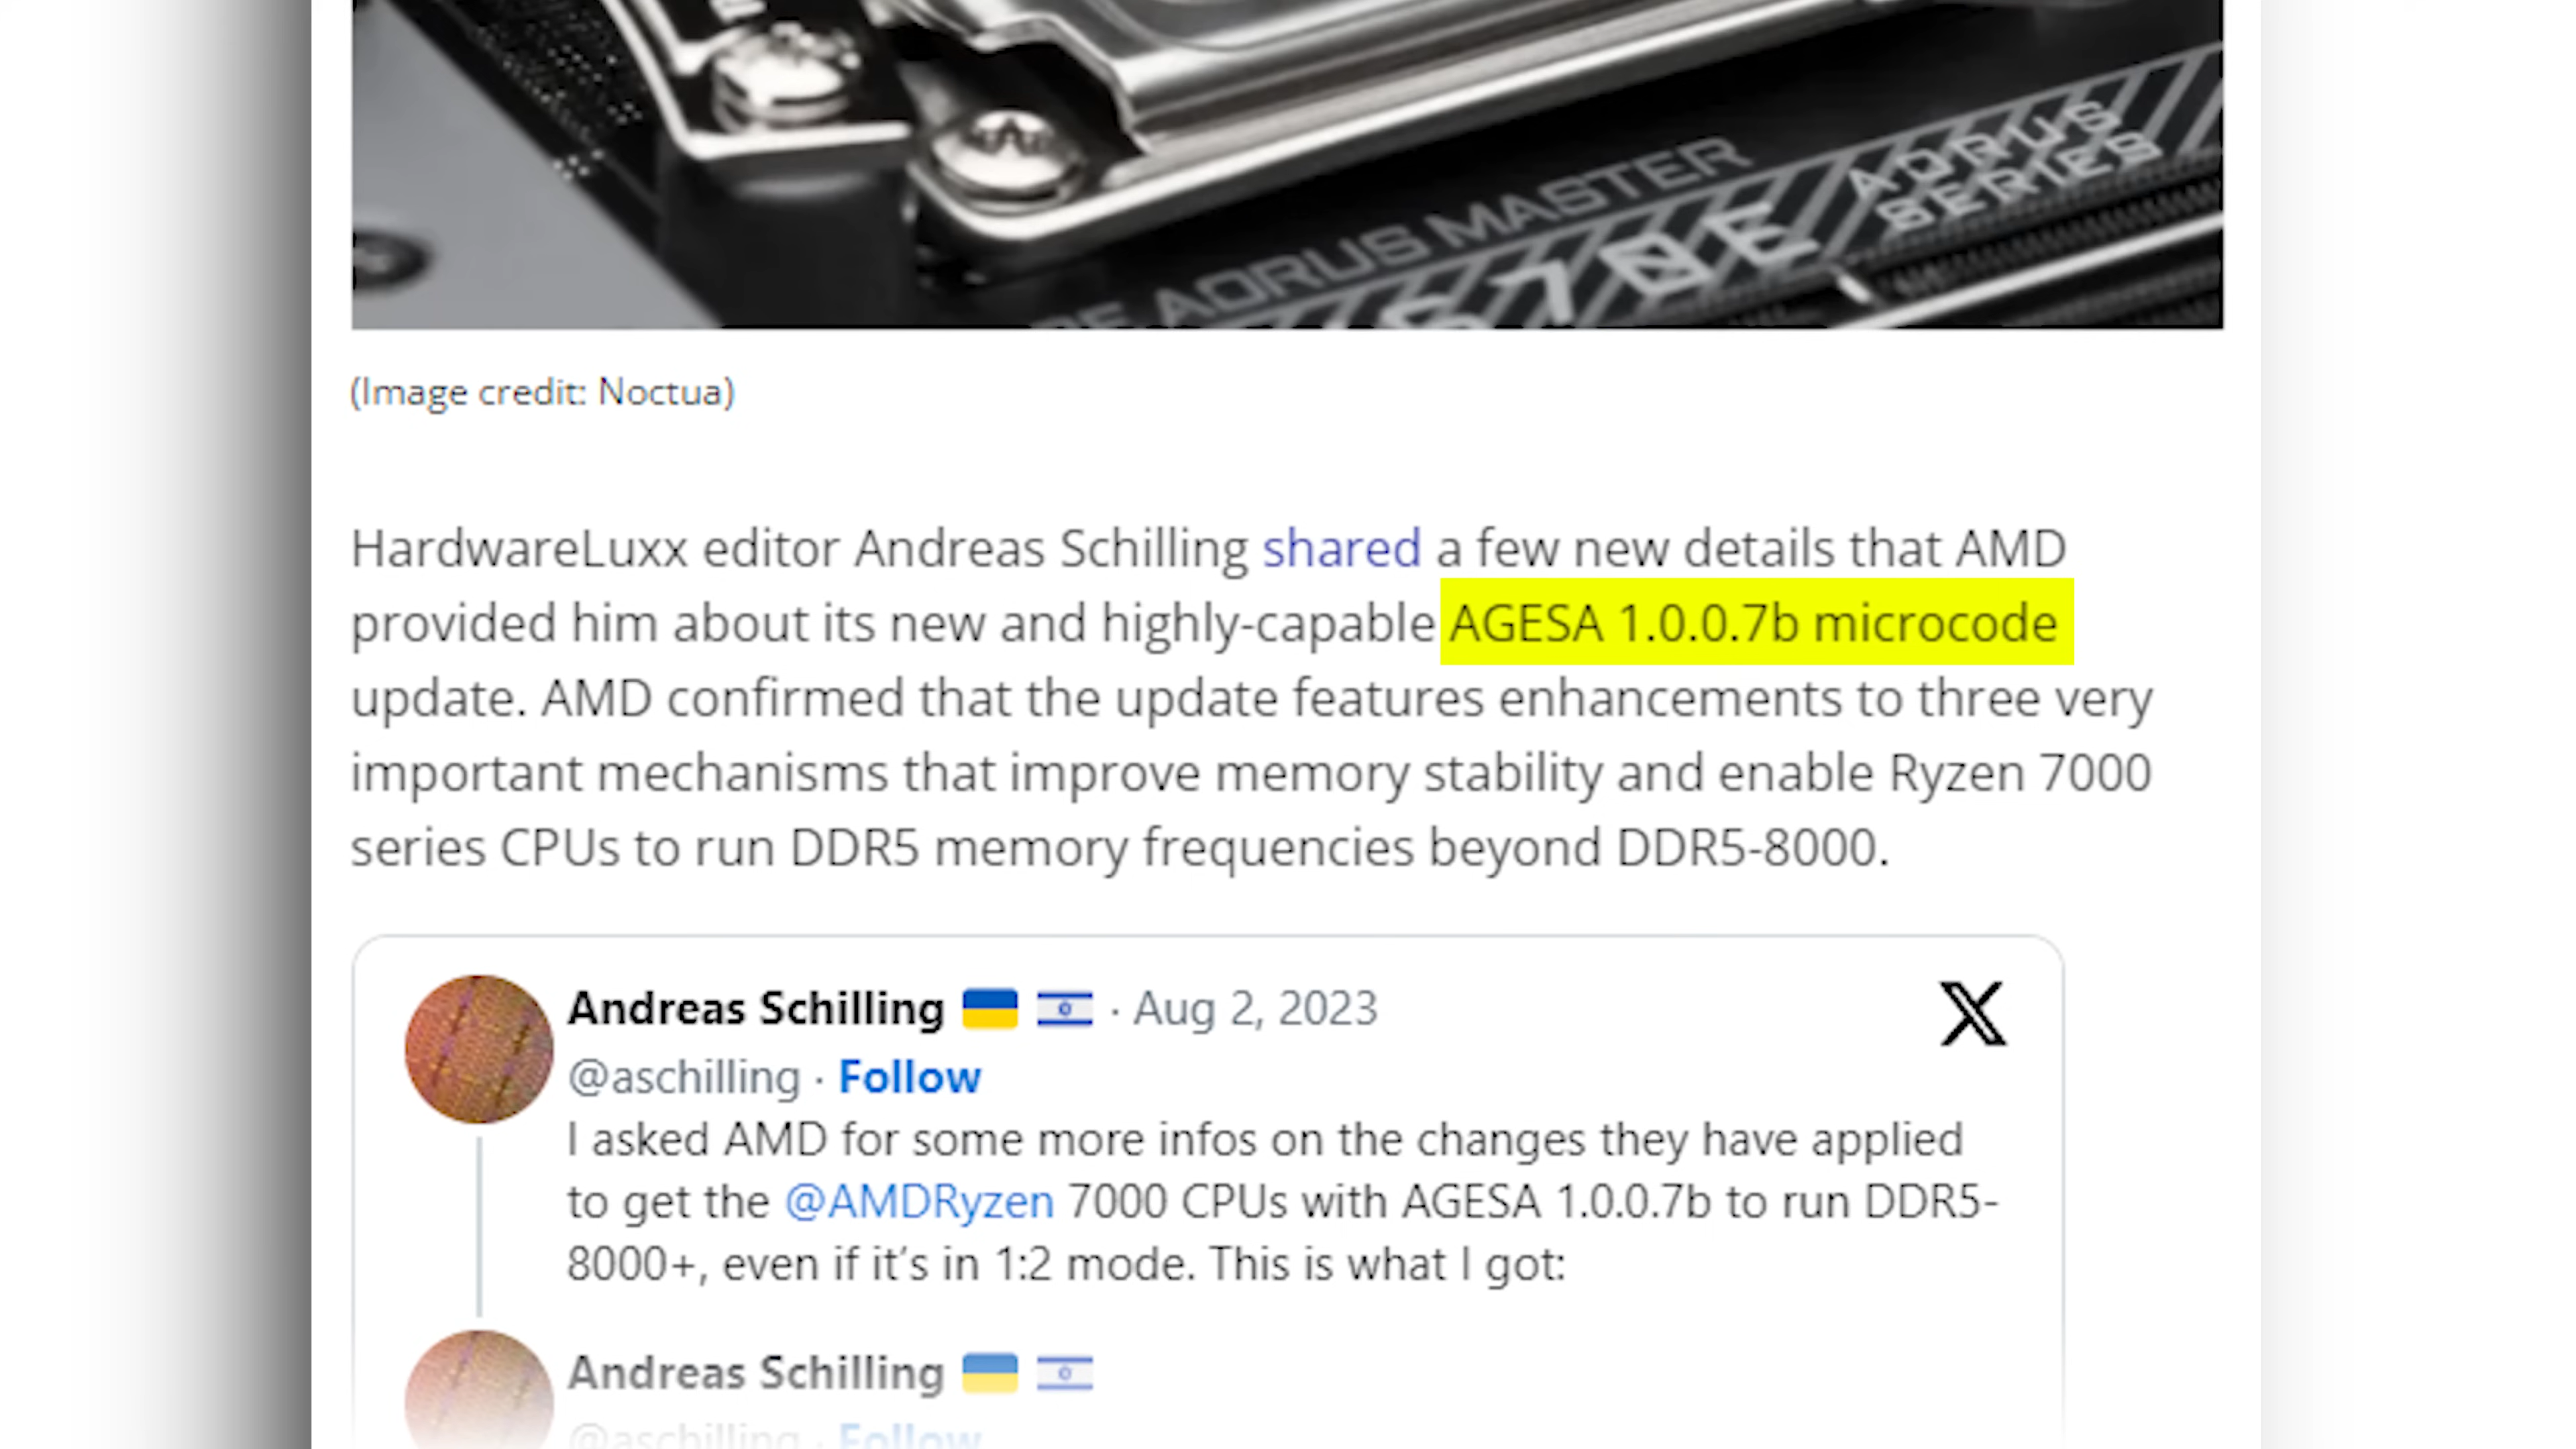 AORUS
SERIES
AORUS MASTER
(Image credit: Noctua)
HardwareLuxx editor Andreas Schilling shared a few new details that AMD
provided him about its new and highly-capable AGESA 1.0.0.7b microcode
update. AMD confirmed that the update features enhancements to three very
important mechanisms that improve memory stability and enable Ryzen 7000
series CPUs to run DDR5 memory frequencies beyond DDR5-8000.
Andreas Schilling · Aug 2, 2023
@aschilling · Follow
I asked AMD for some more infos on the changes they have applied
to get the @AMDRyzen 7000 CPUs with AGESA 1.0.0.7b to run DDR5-
8000+, even if it’s in 1:2 mode. This is what I got:
Andreas Schilling
@aschilling · Follow